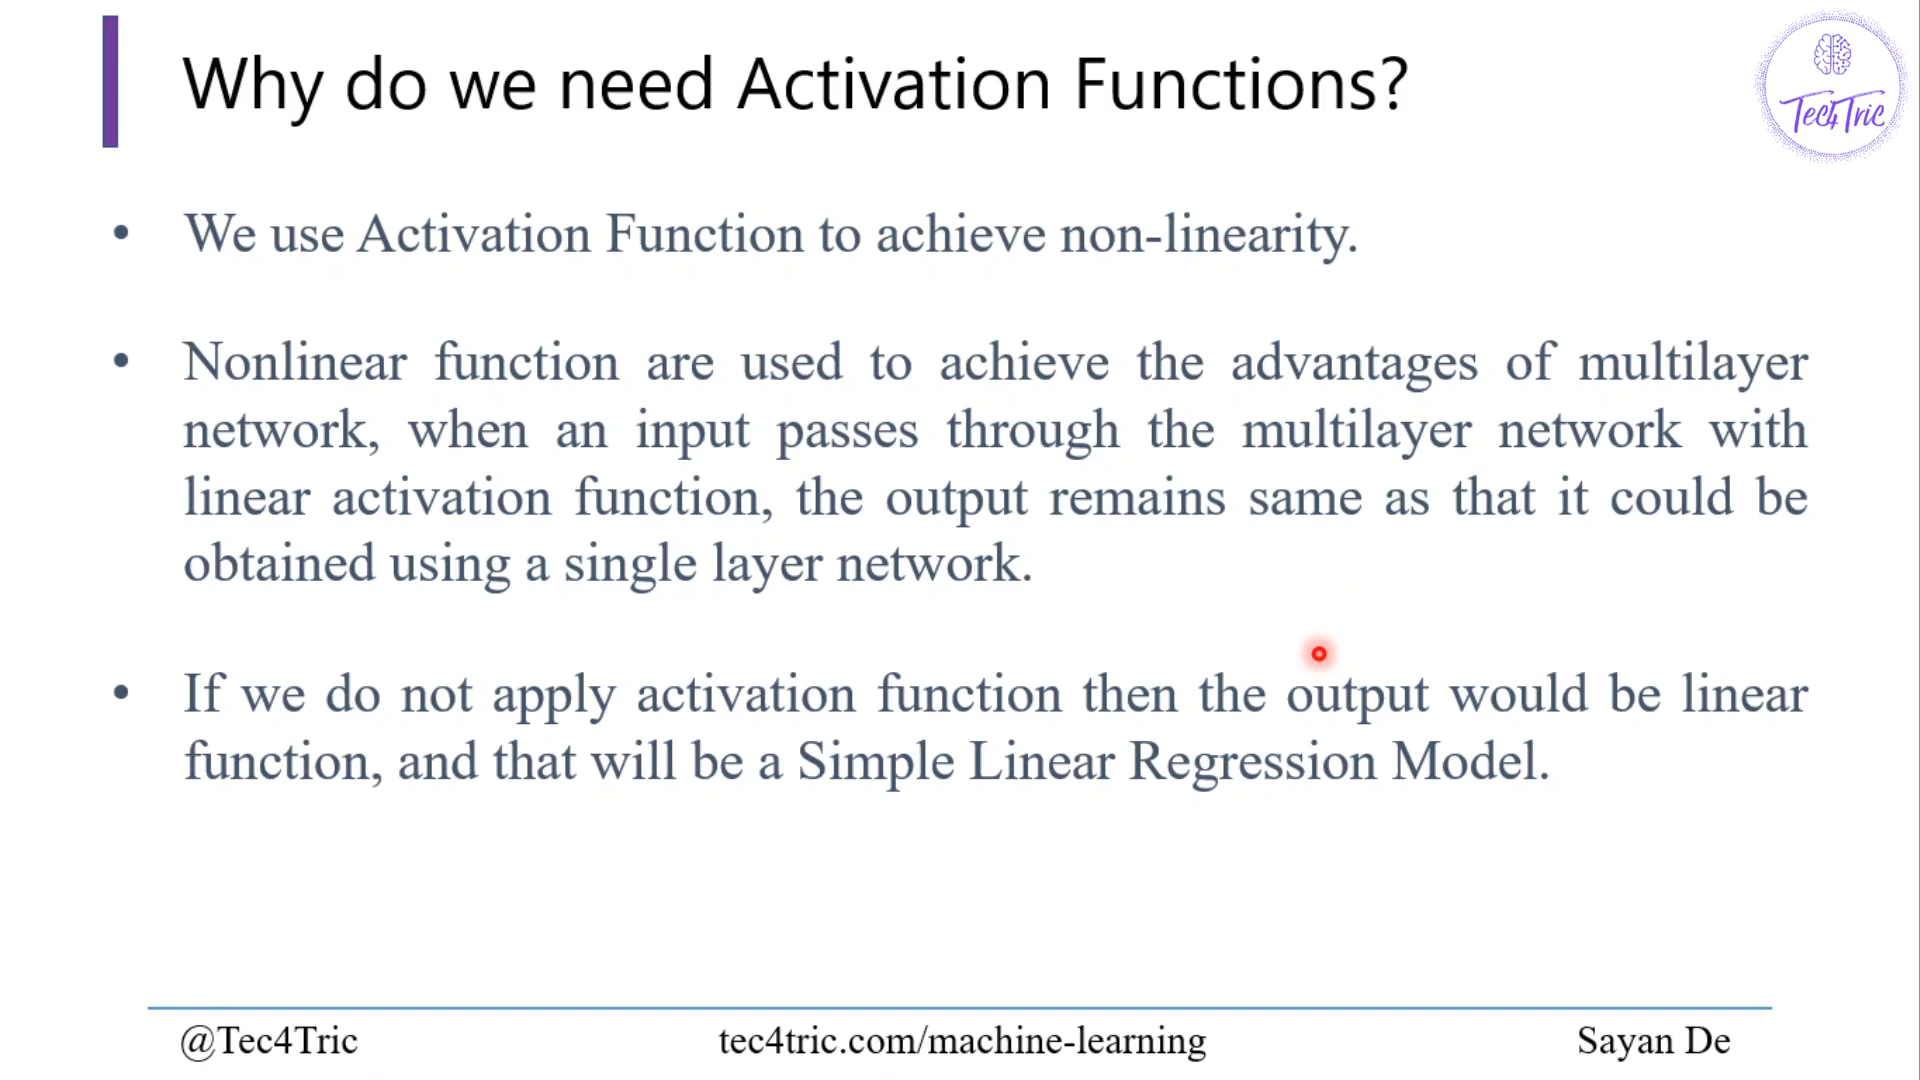 Why do we need Activation Functions?
Tec4Tric
• We use Activation Function to achieve non-linearity.
• Nonlinear function are used to achieve the advantages of multilayer
network, when an input passes through the multilayer network with
linear activation function, the output remains same as that it could be
obtained using a single layer network.
• If we do not apply activation function then the output would be linear
function, and that will be a Simple Linear Regression Model.
@Tec4Tric
tec4tric.com/machine-learning
Sayan De